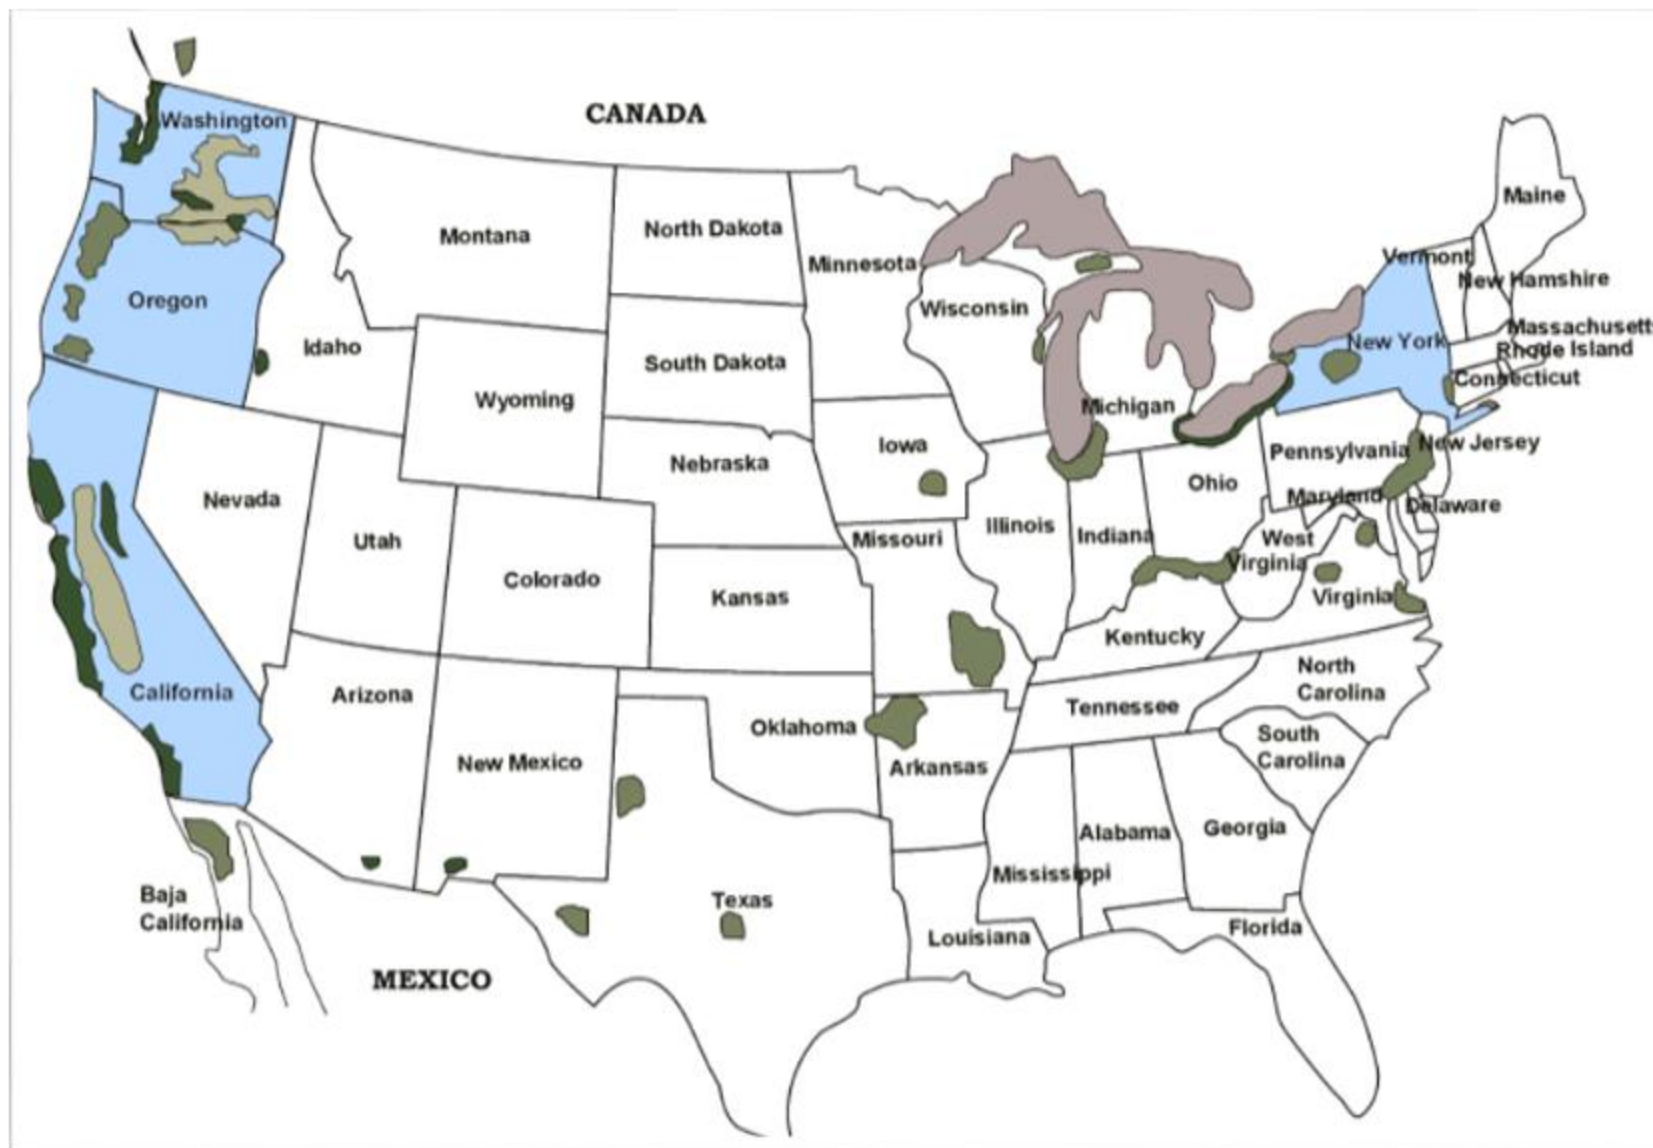 CANADA
Washington
Maine
Montana
North Dakota
Vermont
Minnesota
New Hamshire
Oregon
Wisconsin
Massachusett
New York
Rhode Island
Idaho
South Dakota
Connecticut
Wyoming
Michigan
Iowa
New Jersey
Pennsylvania
Nebraska
Ohio
Nevada
Maryland
Delaware
Illinois
Indiana
Missouri
West
Virginia
Utah
Colorado
Kansas
Virginia
Kentucky
North
Carolina
California
Arizona
Tennessee
Oklahoma
South
Carolina
New Mexico
Arkansas
Alabama
Georgia
Mississippi
Baja
California
Texas
Louisiana
Florida
MEXICO